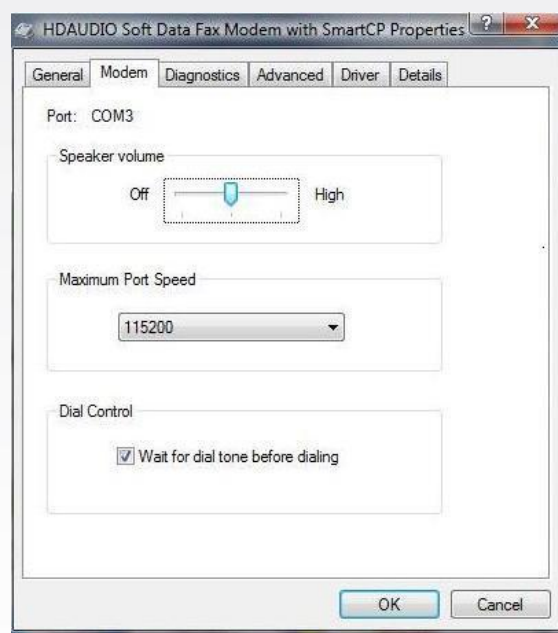 HDAUDIO Soft Data Fax Modem with SmartCP Properties ? X
General Modem Diagnostics Advanced Driver Details
Port: COM3
Speaker volume
Off High
Maximum Port Speed
115200
Dial Control
Wait for dial tone before dialing
OK Cancel